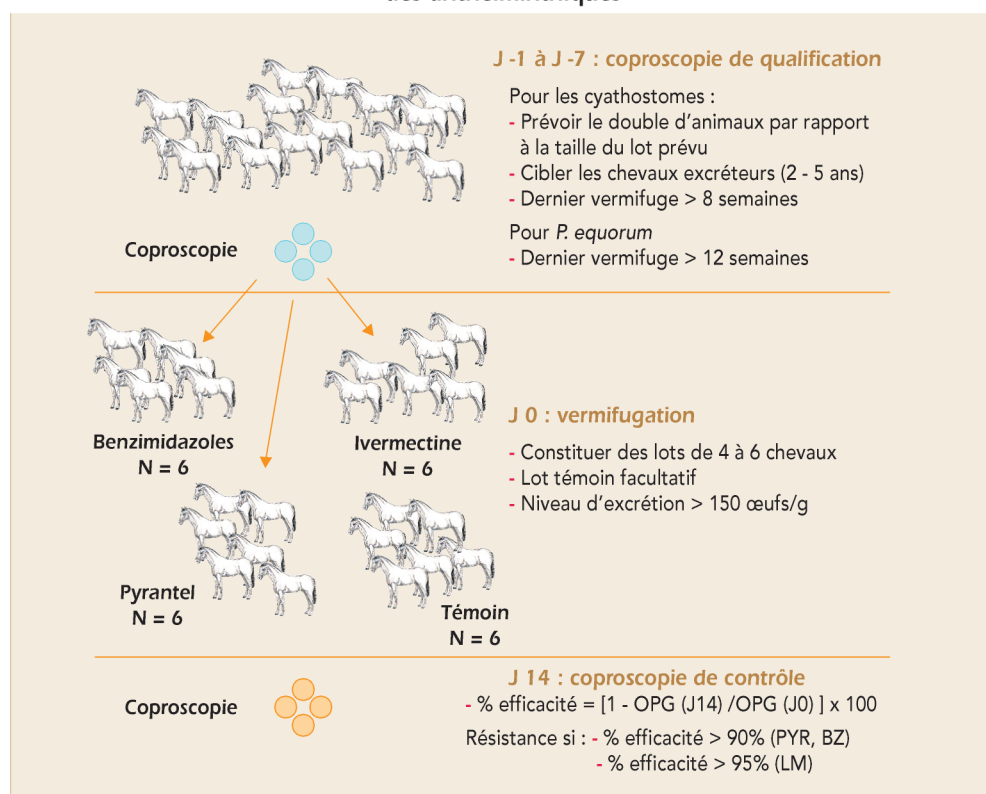 des anthelminthiques
J -1 à J -7 : coproscopie de qualification
Pour les cyathostomes :
- Prévoir le double d'animaux par rapport
à la taille du lot prévu
- Cibler les chevaux excréteurs (2 - 5 ans)
- Dernier vermifuge > 8 semaines
Pour P. equorum
- Dernier vermifuge > 12 semaines
Coproscopie
Benzimidazoles
N = 6
Ivermectine
N = 6
J 0 : vermifugation
- Constituer des lots de 4 à 6 chevaux
- Lot témoin facultatif
- Niveau d'excrétion > 150 œufs/g
Pyrantel
N = 6
Témoin
N = 6
J 14 : coproscopie de contrôle
- % efficacité = [1 - OPG (J14) /OPG (J0) ] x 100
Coproscopie
Résistance si : - % efficacité > 90% (PYR, BZ)
- % efficacité > 95% (LM)